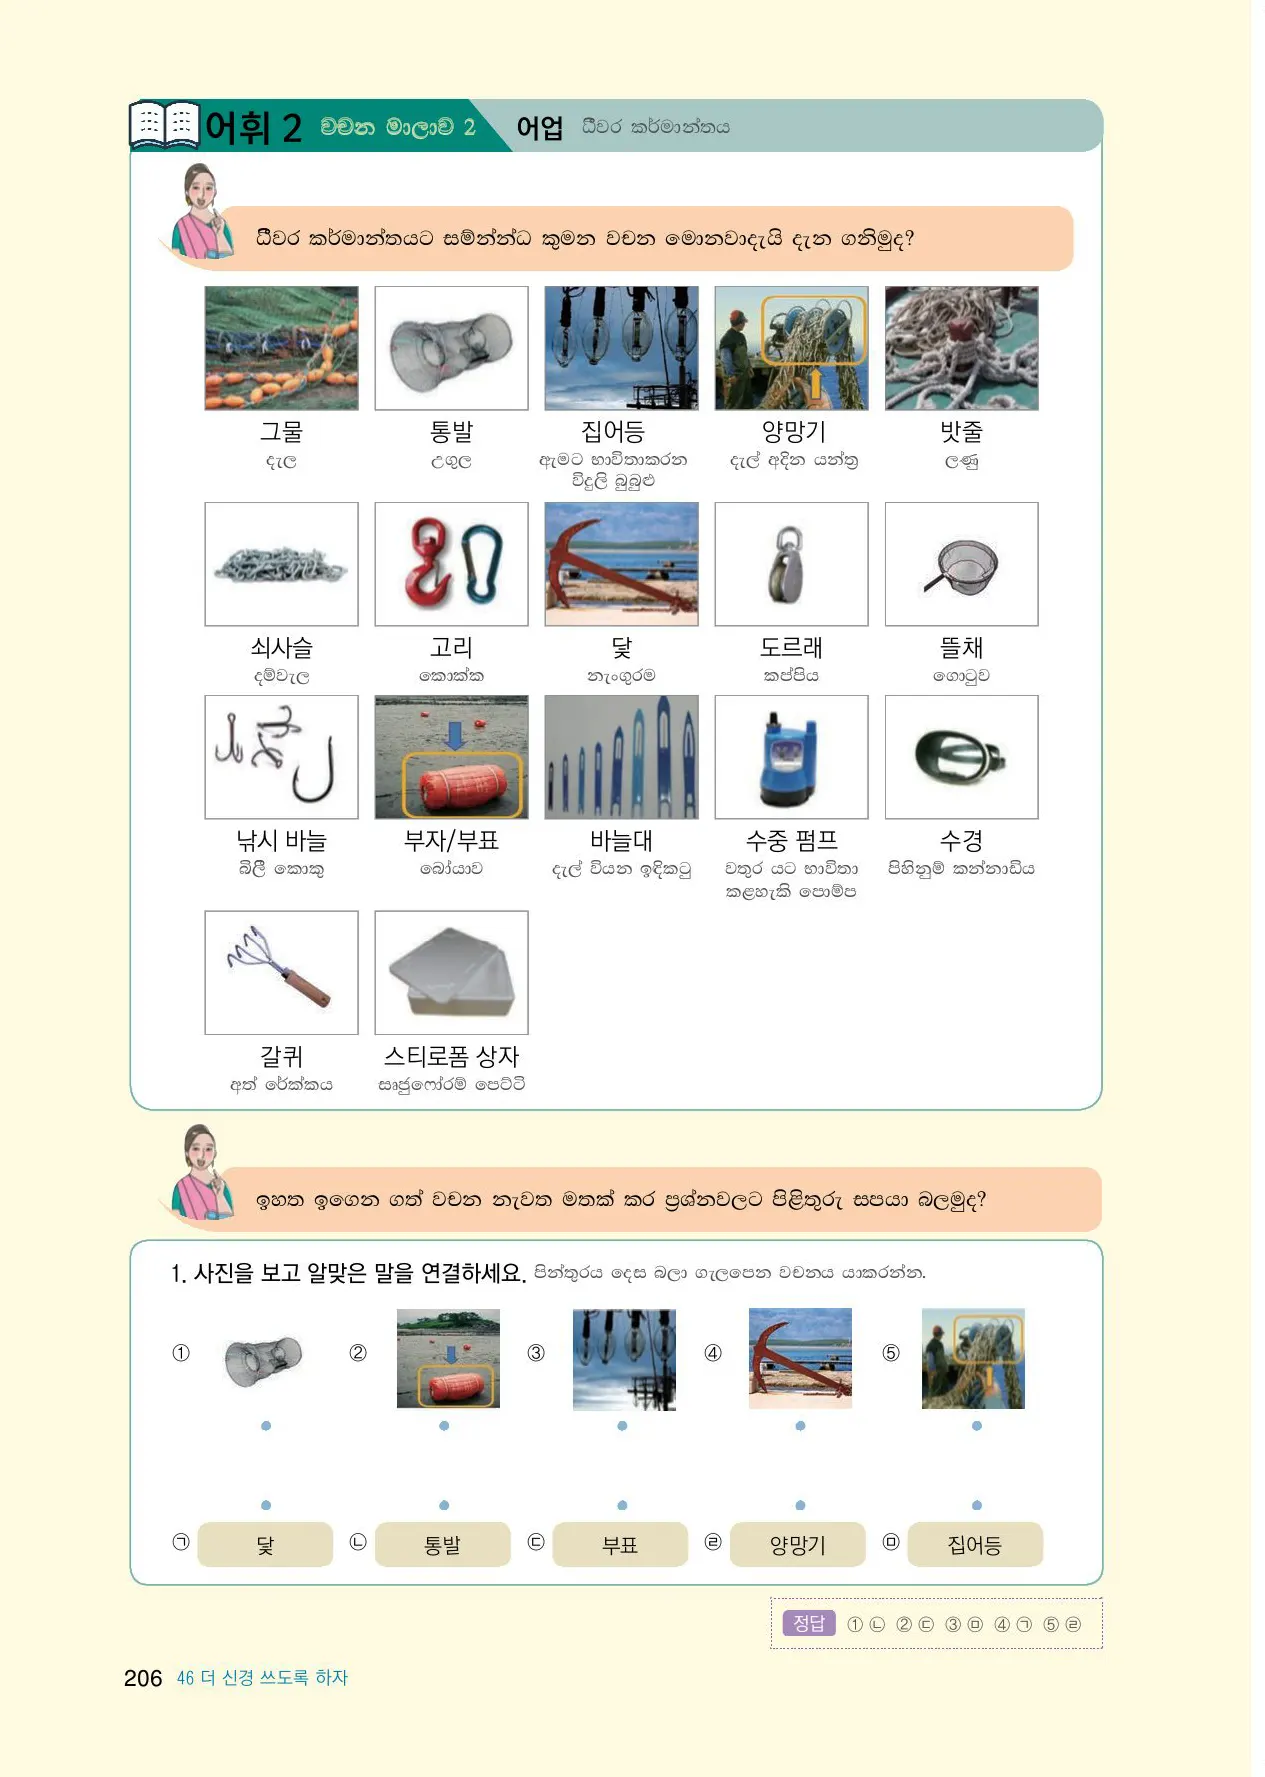 어휘 2 වචන මාලාව 2 어업 ධීවර කර්මාන්තය
ධීවර කර්මාන්තයට සම්න්න්ධ කුමන වචන මොනවාදැයි දැන ගනිමුද?
그물 통발 집어등 양망기 밧줄
දැල උගුල ඇමට භාවිතාකරන දැල් අදින යන්ත්‍ර ලණු
විදුලි බුබුළු
쇠사슬 고리 닻 도르래 뜰채
දම්වැල කොක්ක නැංගුරම කප්පිය ගොටුව
낚시 바늘 부자/부표 바늘대 수중 펌프 수경
බිලී කොකු බෝයාව දැල් වියන ඉඳිකටු වතුර යට භාවිතා පිහිනුම් කන්නාඩිය
කළහැකි පොම්ප
갈퀴 스티로폼 상자
අත් රේක්කය සෘජුෆෝරම් පෙට්ටි
ඉහත ඉගෙන ගත් වචන නැවත මතක් කර ප්‍රශ්නවලට පිළිතුරු සපයා බලමුද?
1. 사진을 보고 알맞은 말을 연결하세요. පින්තූරය දෙස බලා ගැලපෙන වචනය යාකරන්න.
① ② ③ ④ ⑤
㉠ 닻 ㉡ 통발 ㉢ 부표 ㉣ 양망기 ㉤ 집어등
정답 ① ㉡ ② ㉢ ③ ㉤ ④ ㉠ ⑤ ㉣
206 46 더 신경 쓰도록 하자